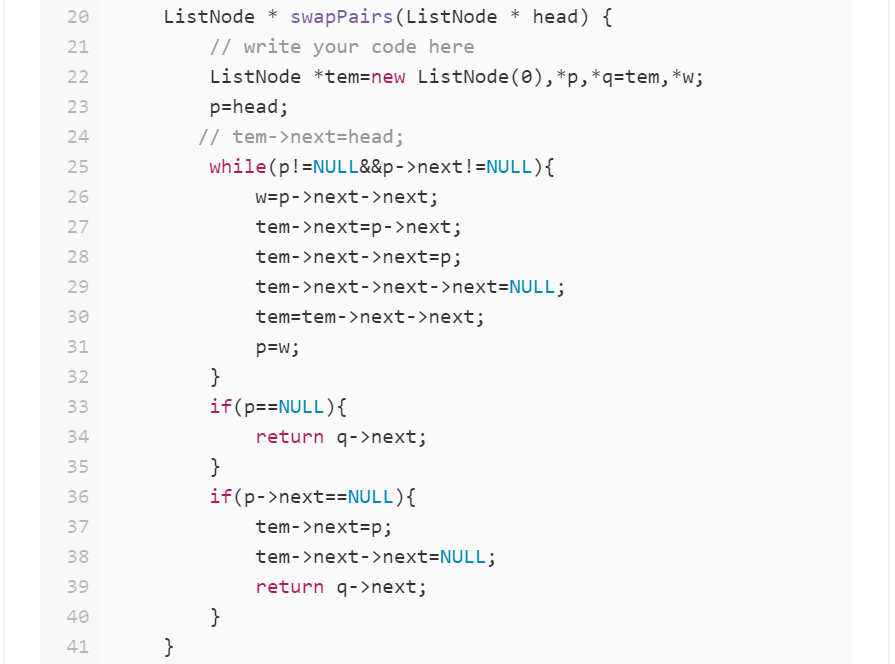 20 ListNode * swapPairs(ListNode * head) {
21 // write your code here
22 ListNode *tem=new ListNode(0),*p,*q=tem,*w;
23 p=head;
24 // tem->next=head;
25 while(p!=NULL&&p->next!=NULL){
26 w=p->next->next;
27 tem->next=p->next;
28 tem->next->next=p;
29 tem->next->next->next=NULL;
30 tem=tem->next->next;
31 p=w;
32 }
33 if(p==NULL){
34 return q->next;
35 }
36 if(p->next==NULL){
37 tem->next=p;
38 tem->next->next=NULL;
39 return q->next;
40 }
41 }